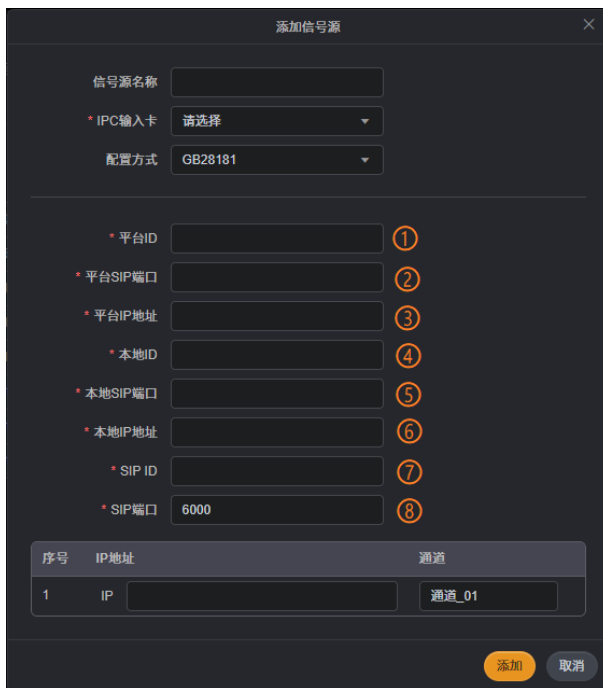 添加信号源
信号源名称
* IPC输入卡 请选择
配置方式 GB28181
* 平台ID ①
* 平台SIP端口 ②
* 平台IP地址 ③
* 本地ID ④
* 本地SIP端口 ⑤
* 本地IP地址 ⑥
* SIP ID ⑦
* SIP端口 6000 ⑧
序号 IP地址 通道
1 IP 通道_01
添加 取消